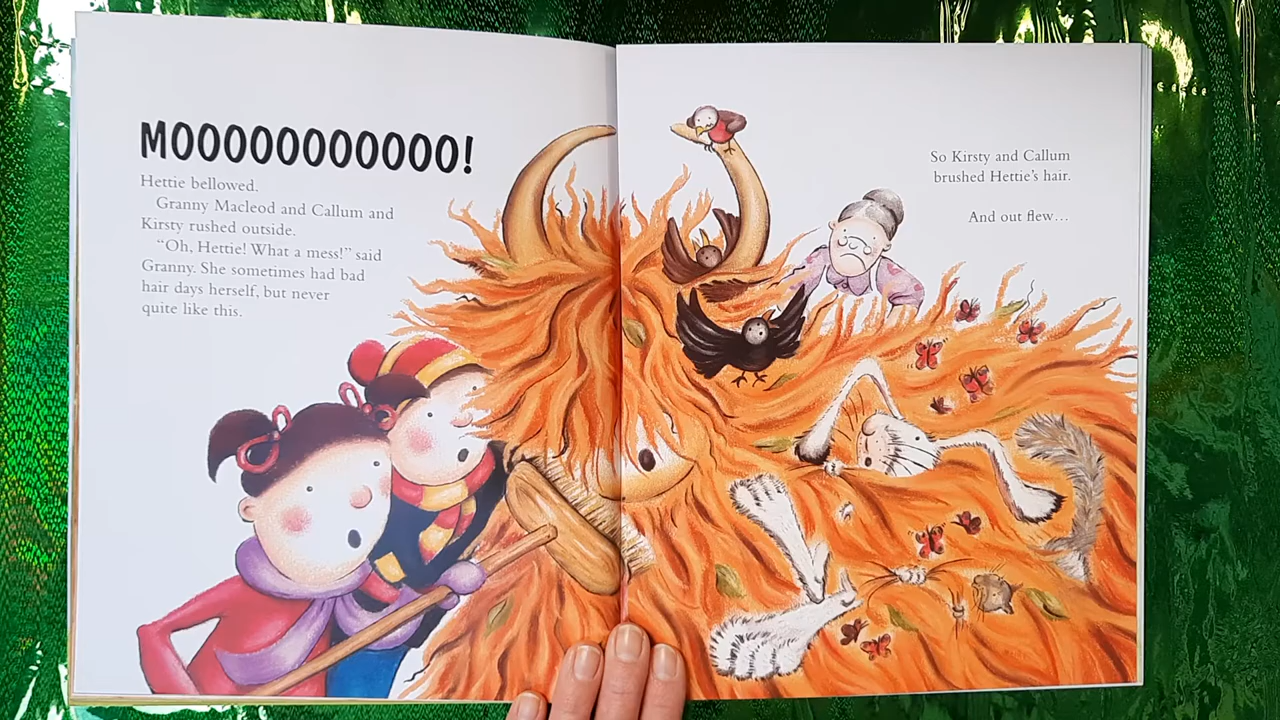 MOOOOOOOOOOO!
Hettie bellowed.
Granny Macleod and Callum and
Kirsty rushed outside.
“Oh, Hettie! What a mess!” said
Granny. She sometimes had bad
hair days herself, but never
quite like this.
So Kirsty and Callum
brushed Hettie’s hair.
And out flew…